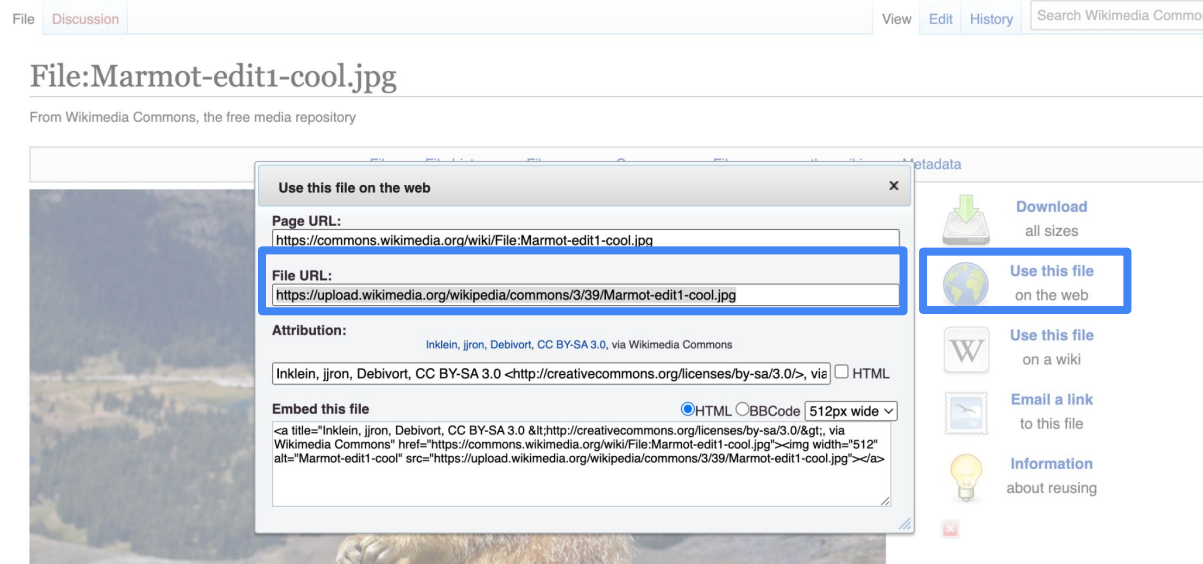 File Discussion View Edit History Search Wikimedia Commo
File:Marmot-edit1-cool.jpg
From Wikimedia Commons, the free media repository
Metadata
Use this file on the web x
Page URL:
https://commons.wikimedia.org/wiki/File:Marmot-edit1-cool.jpg
File URL:
https://upload.wikimedia.org/wikipedia/commons/3/39/Marmot-edit1-cool.jpg
Attribution:
Inklein, jjron, Debivort, CC BY-SA 3.0, via Wikimedia Commons
Inklein, jjron, Debivort, CC BY-SA 3.0 <http://creativecommons.org/licenses/by-sa/3.0/>, via HTML
Embed this file HTML BBCode 512px wide
<a title="Inklein, jjron, Debivort, CC BY-SA 3.0 &lt;http://creativecommons.org/licenses/by-sa/3.0/&gt;, via
Wikimedia Commons" href="https://commons.wikimedia.org/wiki/File:Marmot-edit1-cool.jpg"><img width="512"
alt="Marmot-edit1-cool" src="https://upload.wikimedia.org/wikipedia/commons/3/39/Marmot-edit1-cool.jpg"></a>
Download
all sizes
Use this file
on the web
W
Use this file
on a wiki
Email a link
to this file
Information
about reusing